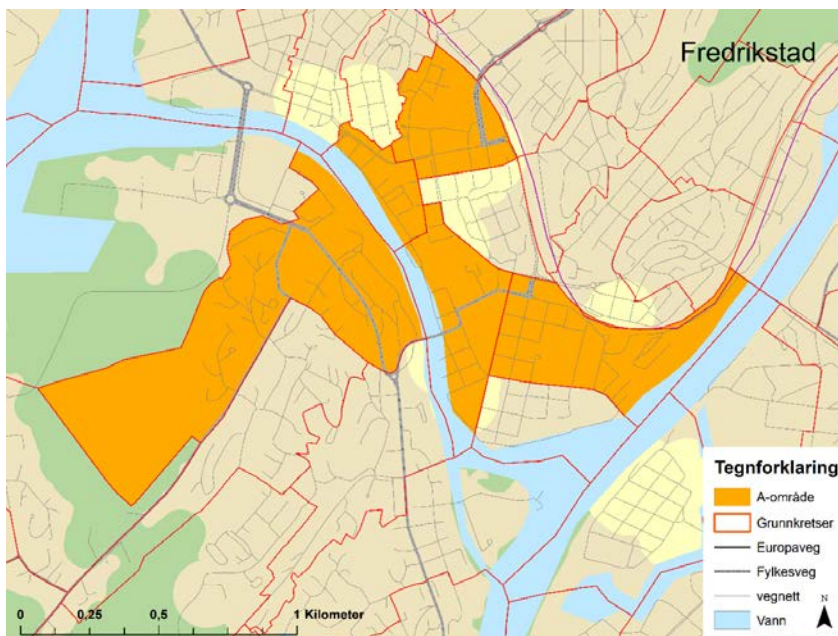 Fredrikstad
Tegnforklaring
A-område
Grunnkretser
Europaveg
Fylkesveg
vegnett
Vann
N
0 0,25 0,5 1 Kilometer